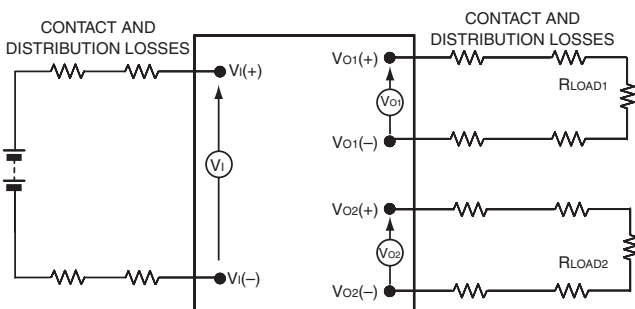 CONTACT AND
DISTRIBUTION LOSSES
CONTACT AND
DISTRIBUTION LOSSES
VI(+)
VI
VI(–)
VO1(+)
VO1
VO1(–)
RLOAD1
VO2(+)
VO2
VO2(–)
RLOAD2